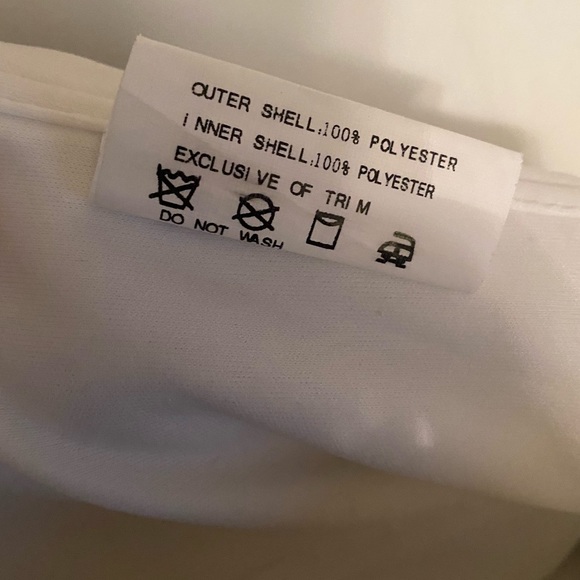 OUTER SHELL:100% POLYESTER
INNER SHELL:100% POLYESTER
EXCLUSIVE OF TRIM
DO NOT WASH